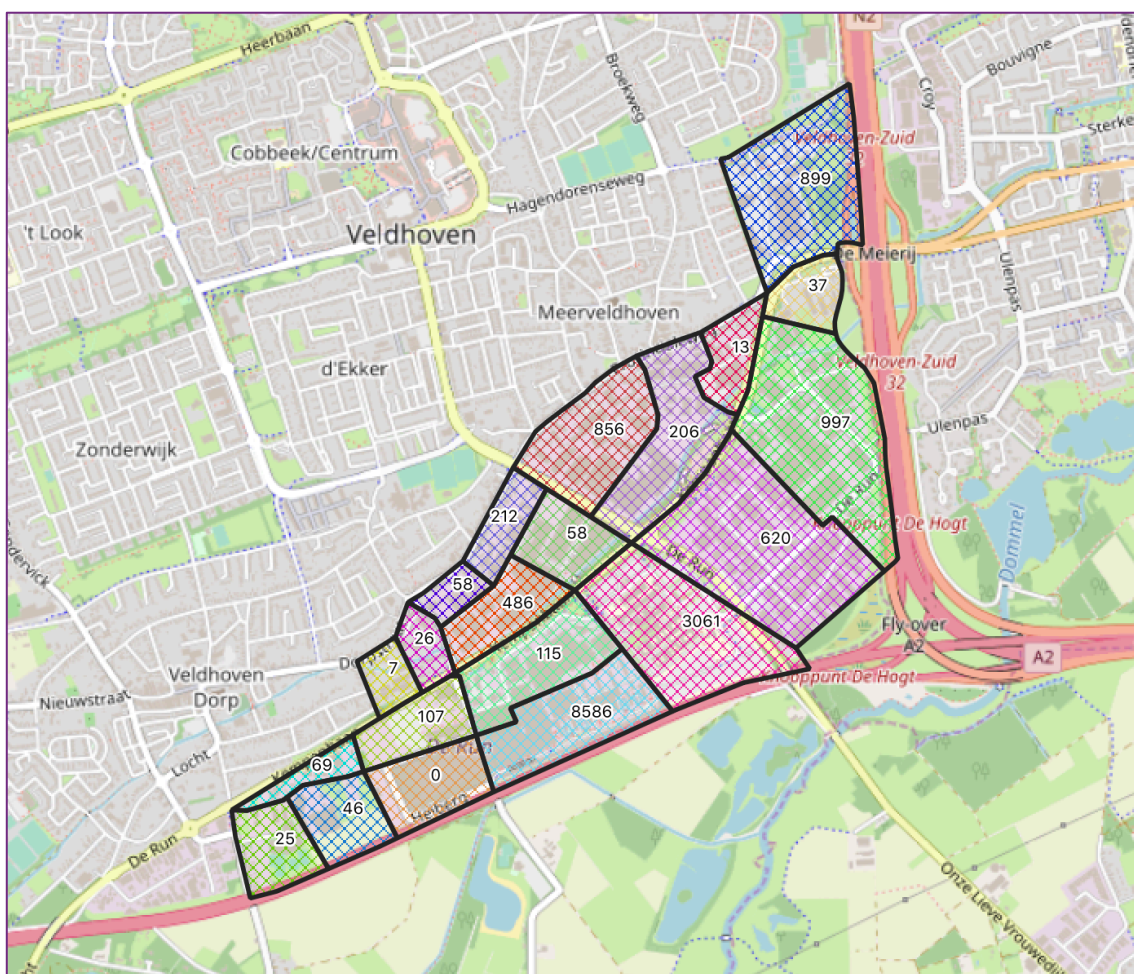 N2
Heerbaan
Broekweg
Croy
Bouvigne
Cobbeek/Centrum
Veldhoven-Zuid
899
Hagendorenseweg
't Look
Veldhoven
De Meierij
Ulenpas
37
Meerveldhoven
13
d'Ekker
Veldhoven-Zuid
32
856
206
997
Ulenpas
Zonderwijk
De Run
212
58
620
Knooppunt De Hogt
Dommel
De Run
58
486
3061
Fly-over
A2
A2
26
7
115
Veldhoven
Dorp
Nieuwstraat
Knooppunt De Hogt
107
8586
De Run
Locht
69
0
46
Heiberg
25
De Run
Onze Lieve Vrouwedijk